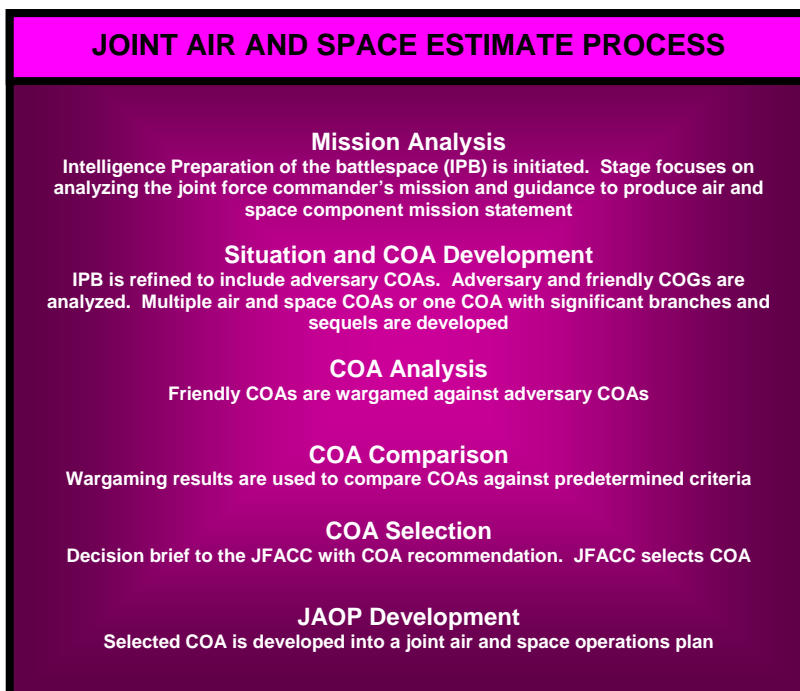 JOINT AIR AND SPACE ESTIMATE PROCESS
Mission Analysis
Intelligence Preparation of the battlespace (IPB) is initiated.  Stage focuses on
analyzing the joint force commander's mission and guidance to produce air and
space component mission statement
Situation and COA Development
IPB is refined to include adversary COAs.  Adversary and friendly COGs are
analyzed.  Multiple air and space COAs or one COA with significant branches and
sequels are developed
COA Analysis
Friendly COAs are wargamed against adversary COAs
COA Comparison
Wargaming results are used to compare COAs against predetermined criteria
COA Selection
Decision brief to the JFACC with COA recommendation.  JFACC selects COA
JAOP Development
Selected COA is developed into a joint air and space operations plan